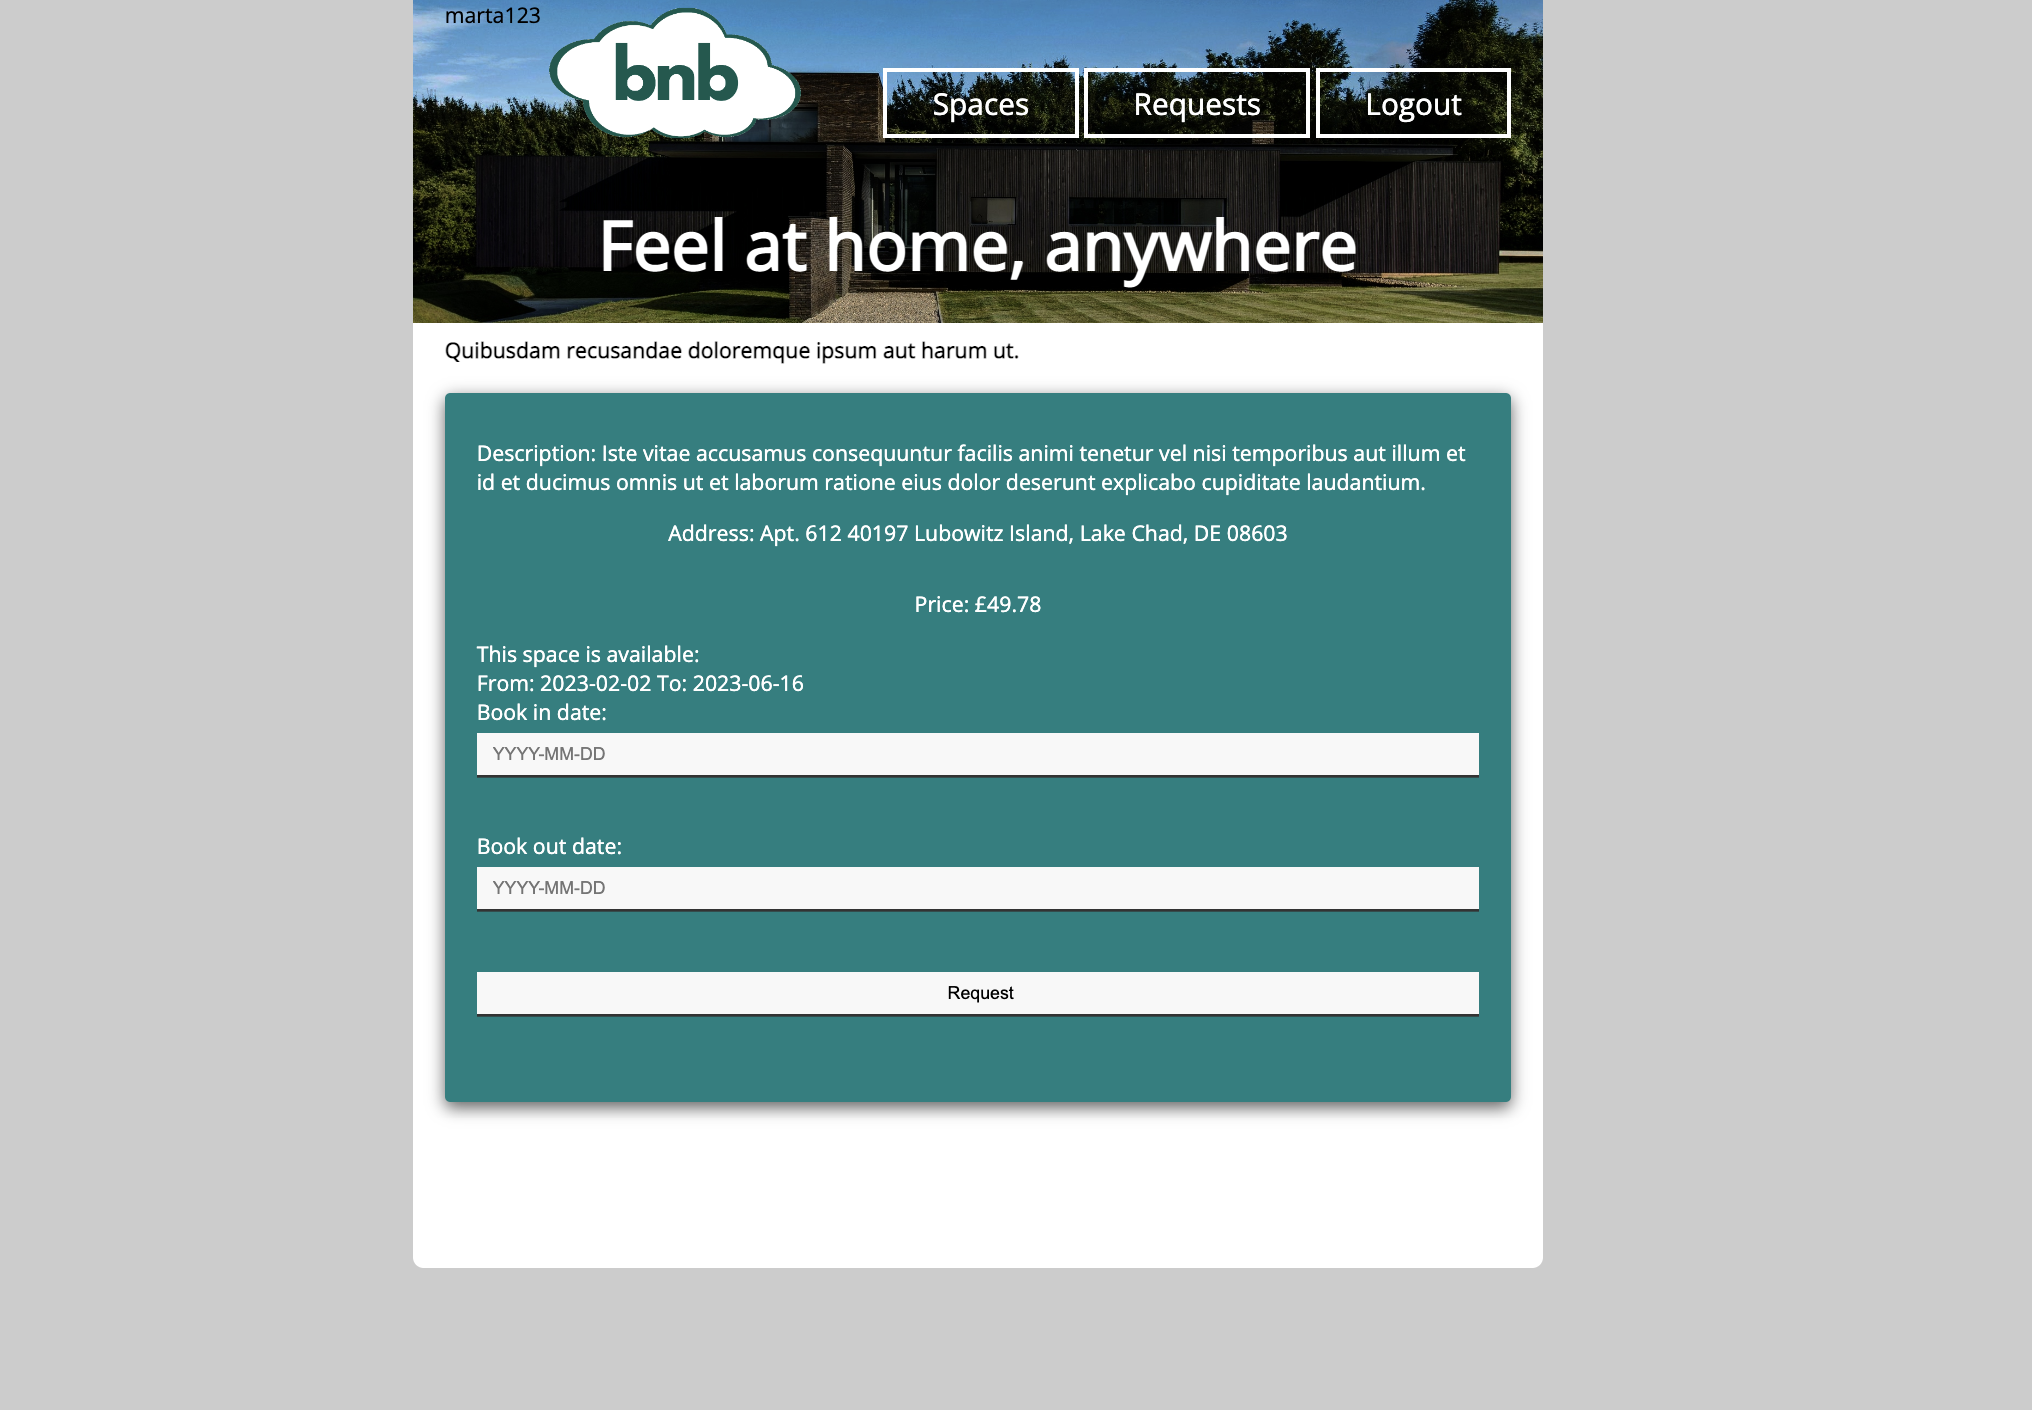 marta123
bnb
Spaces
Requests
Logout
Feel at home, anywhere
Quibusdam recusandae doloremque ipsum aut harum ut.
Description: Iste vitae accusamus consequuntur facilis animi tenetur vel nisi temporibus aut illum et
id et ducimus omnis ut et laborum ratione eius dolor deserunt explicabo cupiditate laudantium.
Address: Apt. 612 40197 Lubowitz Island, Lake Chad, DE 08603
Price: £49.78
This space is available:
From: 2023-02-02 To: 2023-06-16
Book in date:
YYYY-MM-DD
Book out date:
YYYY-MM-DD
Request